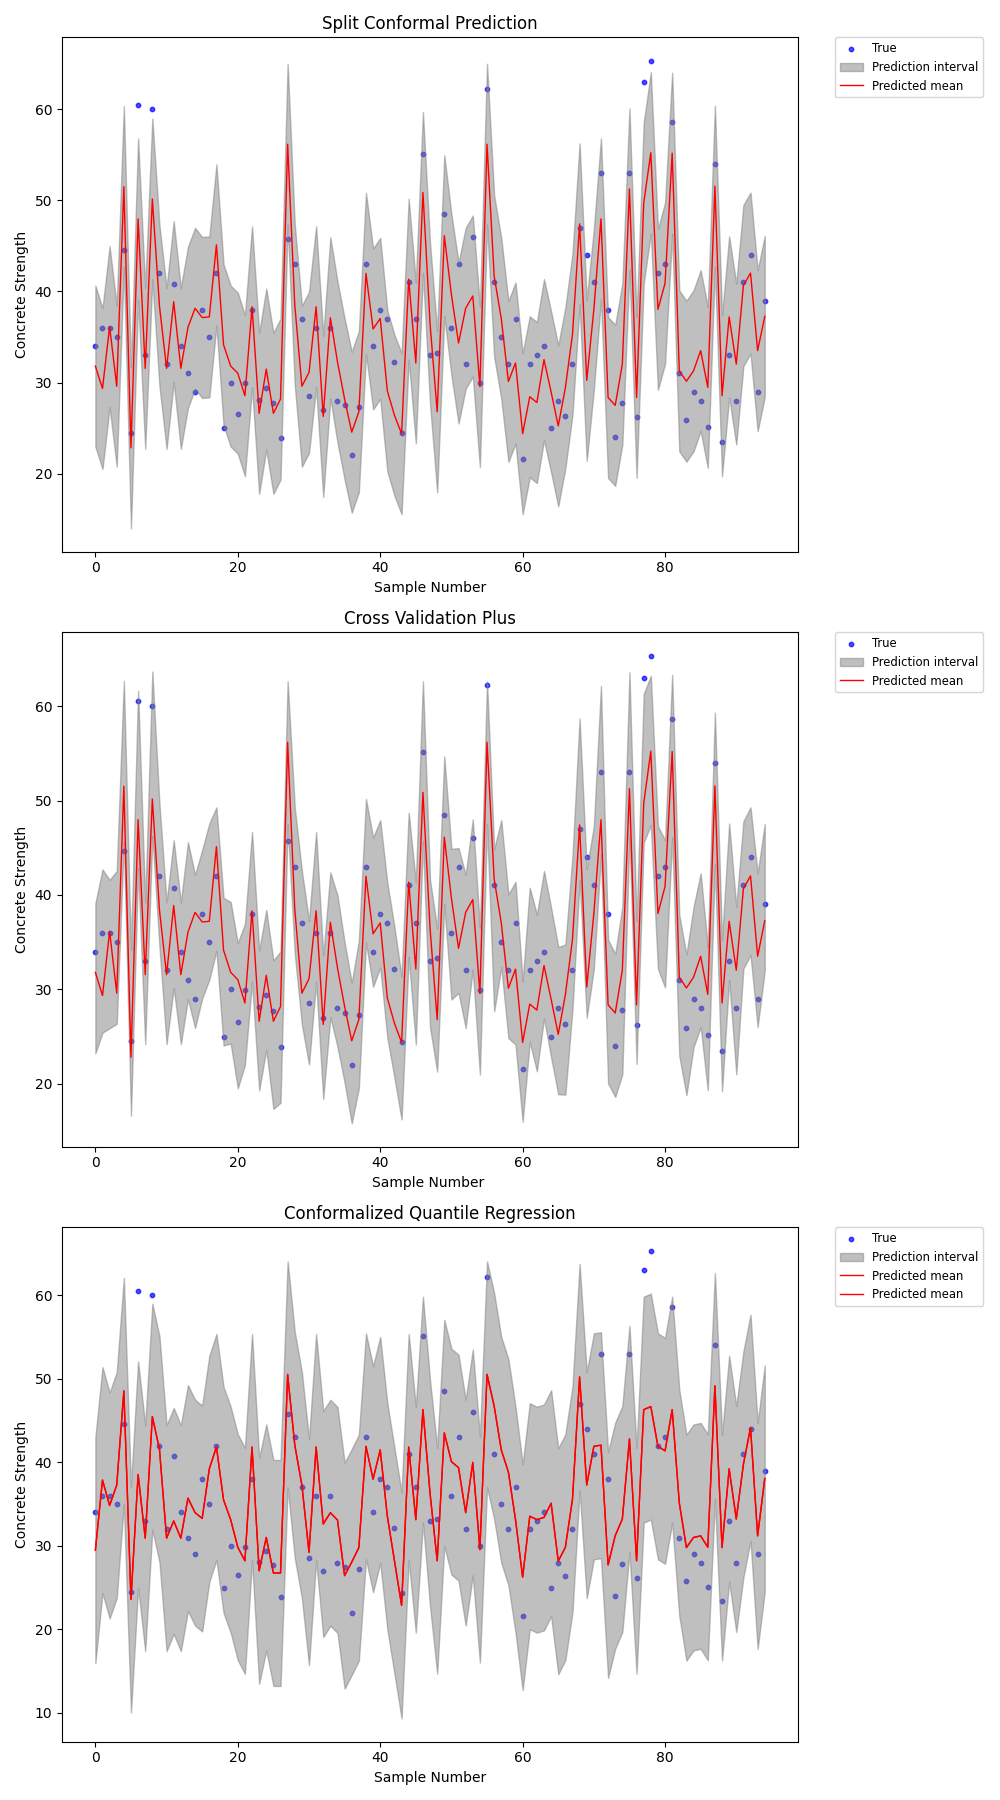 Split Conformal Prediction
True
Prediction interval
Predicted mean
Concrete Strength
60
50
40
30
20
0 20 40 60 80
Sample Number
Cross Validation Plus
True
Prediction interval
Predicted mean
Concrete Strength
60
50
40
30
20
0 20 40 60 80
Sample Number
Conformalized Quantile Regression
True
Prediction interval
Predicted mean
Predicted mean
Concrete Strength
60
50
40
30
20
10
0 20 40 60 80
Sample Number